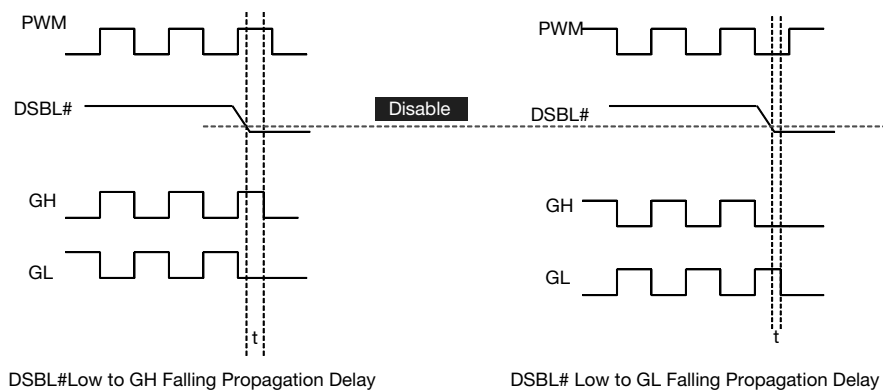 PWM
DSBL#
GH
GL
t
DSBL#Low to GH Falling Propagation Delay
Disable
PWM
DSBL#
GH
GL
t
DSBL# Low to GL Falling Propagation Delay